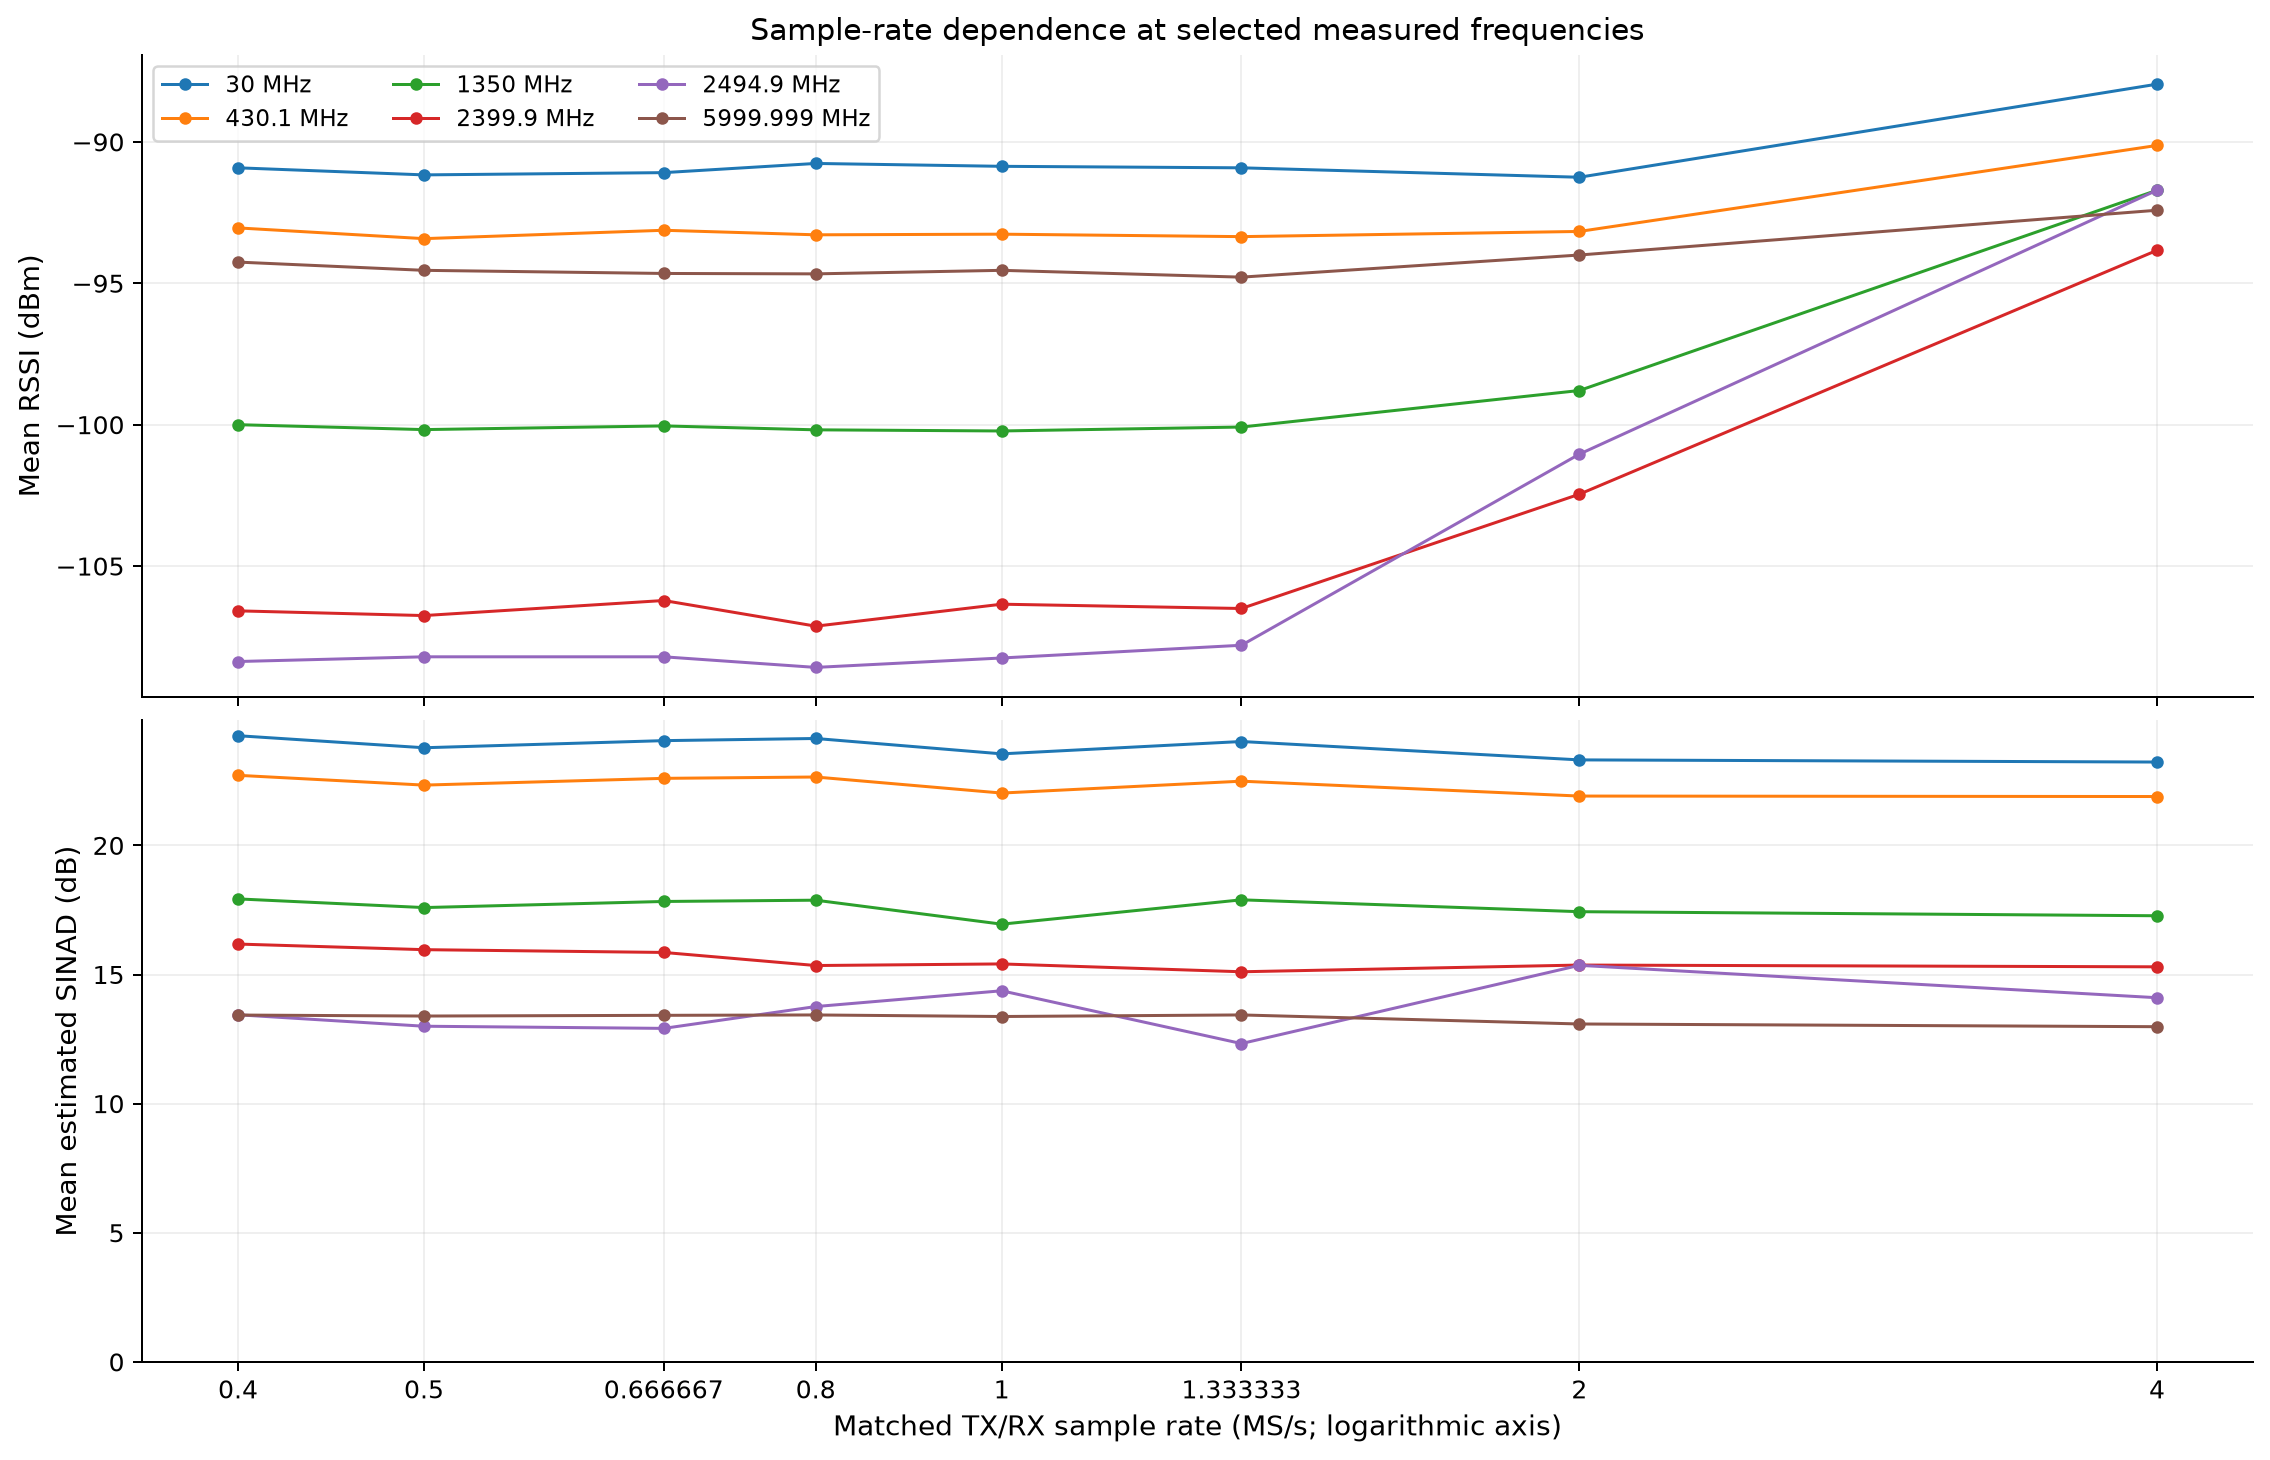 Sample-rate dependence at selected measured frequencies
30 MHz 1350 MHz 2494.9 MHz
430.1 MHz 2399.9 MHz 5999.999 MHz
Mean RSSI (dBm)
−90
−95
−100
−105
Mean estimated SINAD (dB)
20
15
10
5
0
0.4 0.5 0.666667 0.8 1 1.333333 2 4
Matched TX/RX sample rate (MS/s; logarithmic axis)